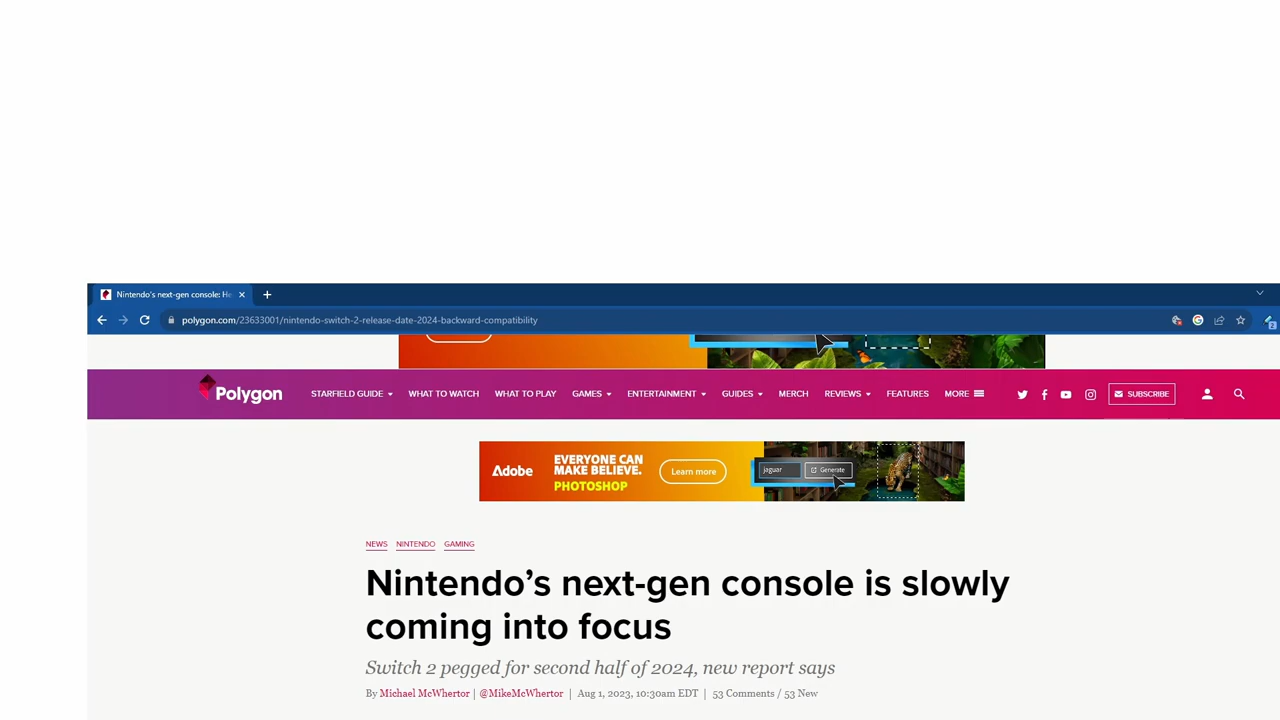 Nintendo's next-gen console: He
polygon.com/23633001/nintendo-switch-2-release-date-2024-backward-compatibility
Polygon STARFIELD GUIDE WHAT TO WATCH WHAT TO PLAY GAMES ENTERTAINMENT GUIDES MERCH REVIEWS FEATURES MORE SUBSCRIBE
Adobe
EVERYONE CAN
MAKE BELIEVE.
PHOTOSHOP
Learn more
jaguar
Generate
NEWS NINTENDO GAMING
Nintendo’s next-gen console is slowly
coming into focus
Switch 2 pegged for second half of 2024, new report says
By Michael McWhertor | @MikeMcWhertor | Aug 1, 2023, 10:30am EDT | 53 Comments / 53 New